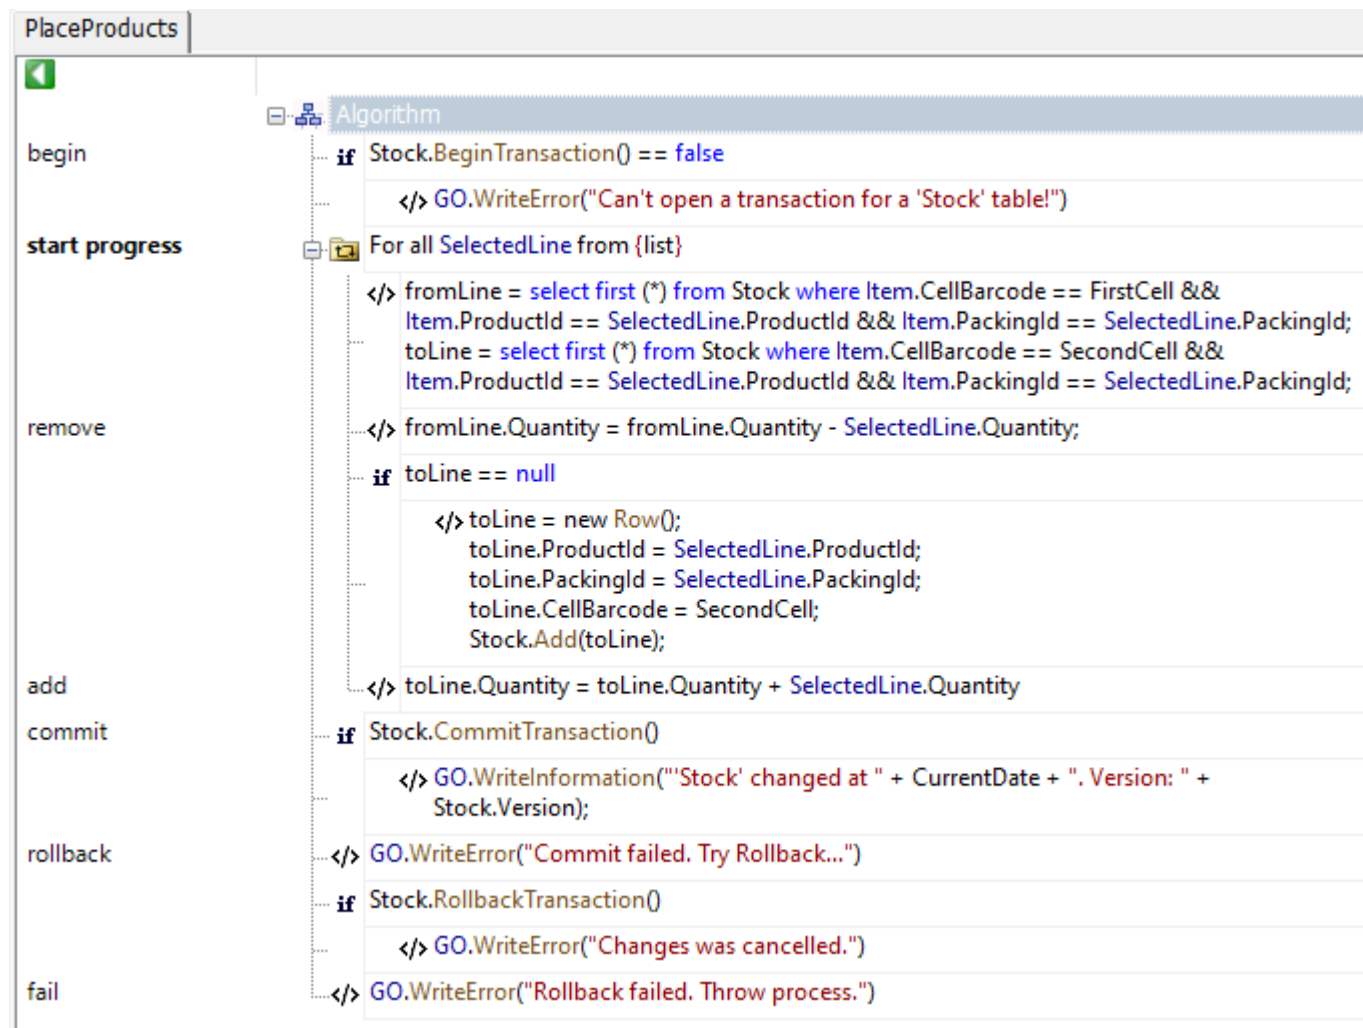 PlaceProducts
Algorithm
begin
if Stock.BeginTransaction() == false
</> GO.WriteError("Can't open a transaction for a 'Stock' table!")
start progress
For all SelectedLine from {list}
</> fromLine = select first (*) from Stock where Item.CellBarcode == FirstCell &&
Item.ProductId == SelectedLine.ProductId && Item.PackingId == SelectedLine.PackingId;
toLine = select first (*) from Stock where Item.CellBarcode == SecondCell &&
Item.ProductId == SelectedLine.ProductId && Item.PackingId == SelectedLine.PackingId;
remove
</> fromLine.Quantity = fromLine.Quantity - SelectedLine.Quantity;
if toLine == null
</> toLine = new Row();
toLine.ProductId = SelectedLine.ProductId;
toLine.PackingId = SelectedLine.PackingId;
toLine.CellBarcode = SecondCell;
Stock.Add(toLine);
add
</> toLine.Quantity = toLine.Quantity + SelectedLine.Quantity
commit
if Stock.CommitTransaction()
</> GO.WriteInformation("'Stock' changed at " + CurrentDate + ". Version: " +
Stock.Version);
rollback
</> GO.WriteError("Commit failed. Try Rollback...")
if Stock.RollbackTransaction()
</> GO.WriteError("Changes was cancelled.")
fail
</> GO.WriteError("Rollback failed. Throw process.")